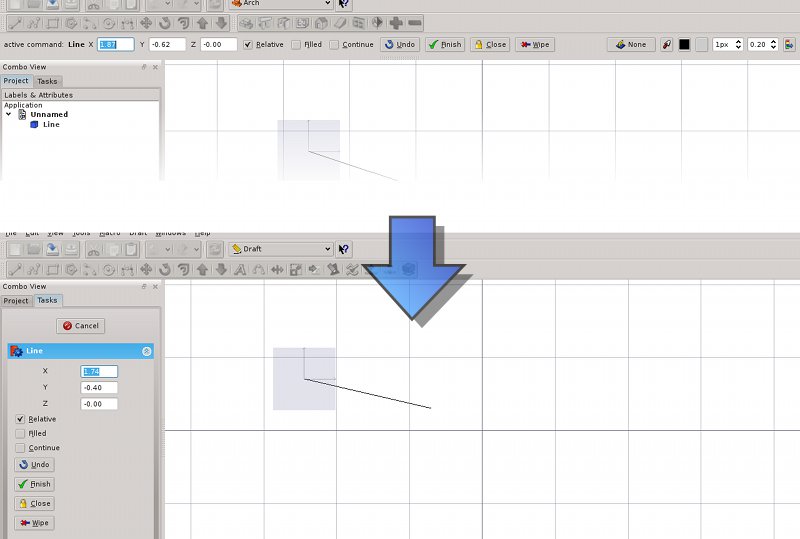 Arch
active command: Line X 1.87 Y -0.62 Z -0.00 Relative Filled Continue Undo Finish Close Wipe None 1px 0.20
Combo View
Project Tasks
Labels & Attributes
Application
Unnamed
Line
File Edit View Tools Macro Draft Windows Help
Draft
Combo View
Project Tasks
Cancel
Line
X 1.74
Y -0.40
Z -0.00
Relative
Filled
Continue
Undo
Finish
Close
Wipe